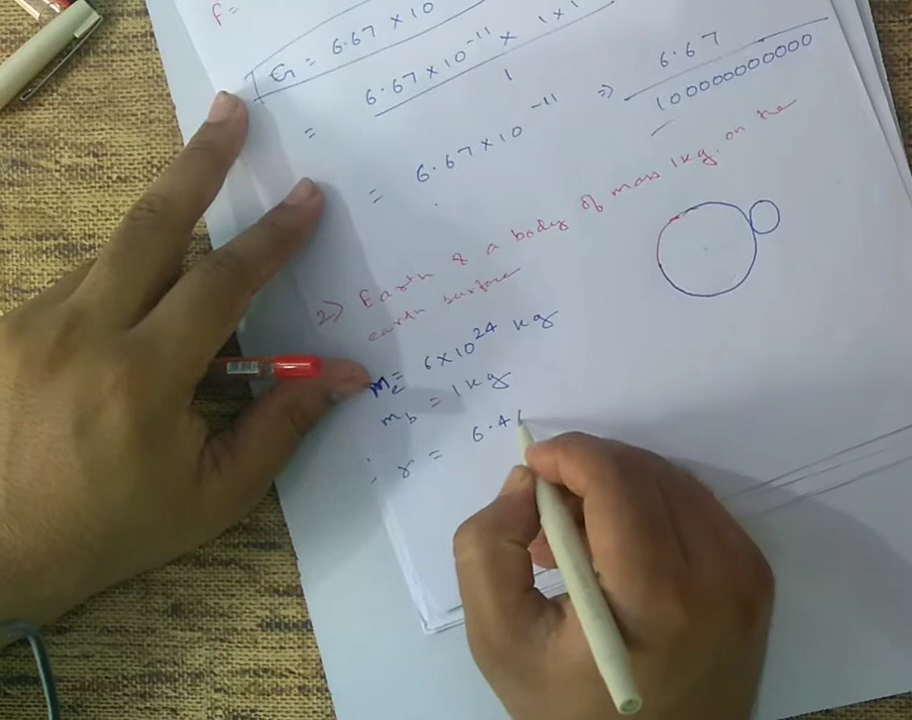 F=
G = 6.67 × 10
= 6.67 × 10⁻¹¹ × 1 × 1 / 1 ⇒ 6.67 / 100000000000
= 6.67 × 10⁻¹¹
2) Earth & a body of mass 1kg. on the
earth surface
Me = 6 × 10²⁴ kg
mb = 1 kg
r = 6.4